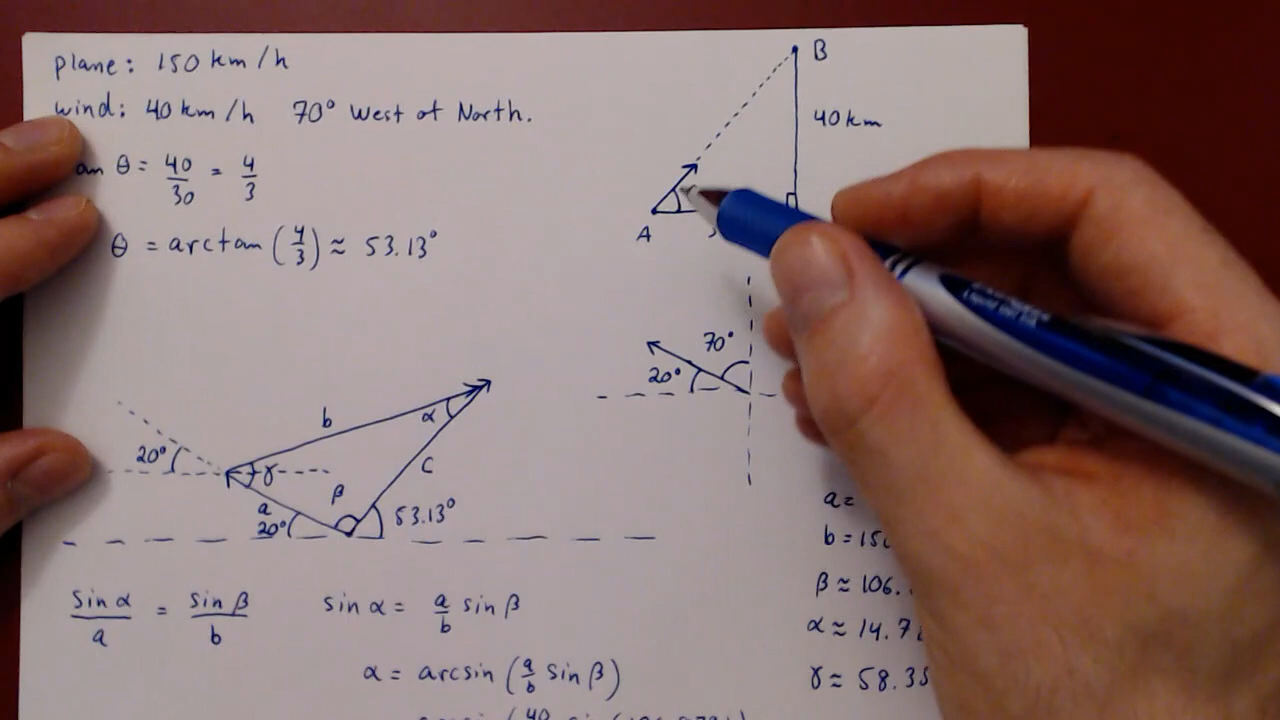 plane: 150 km/h
wind: 40 km/h 70° West of North.
an θ = 40/30 = 4/3
θ = arctan (4/3) ≈ 53.13°
B
40 km
A
70°
20°
b
α
20°
γ
c
β
a
20°
53.13°
a=
b = 15
β ≈ 106.
α ≈ 14.7
γ ≈ 58.3
sin α / a = sin β / b
sin α = a/b sin β
α = arcsin (a/b sin β)